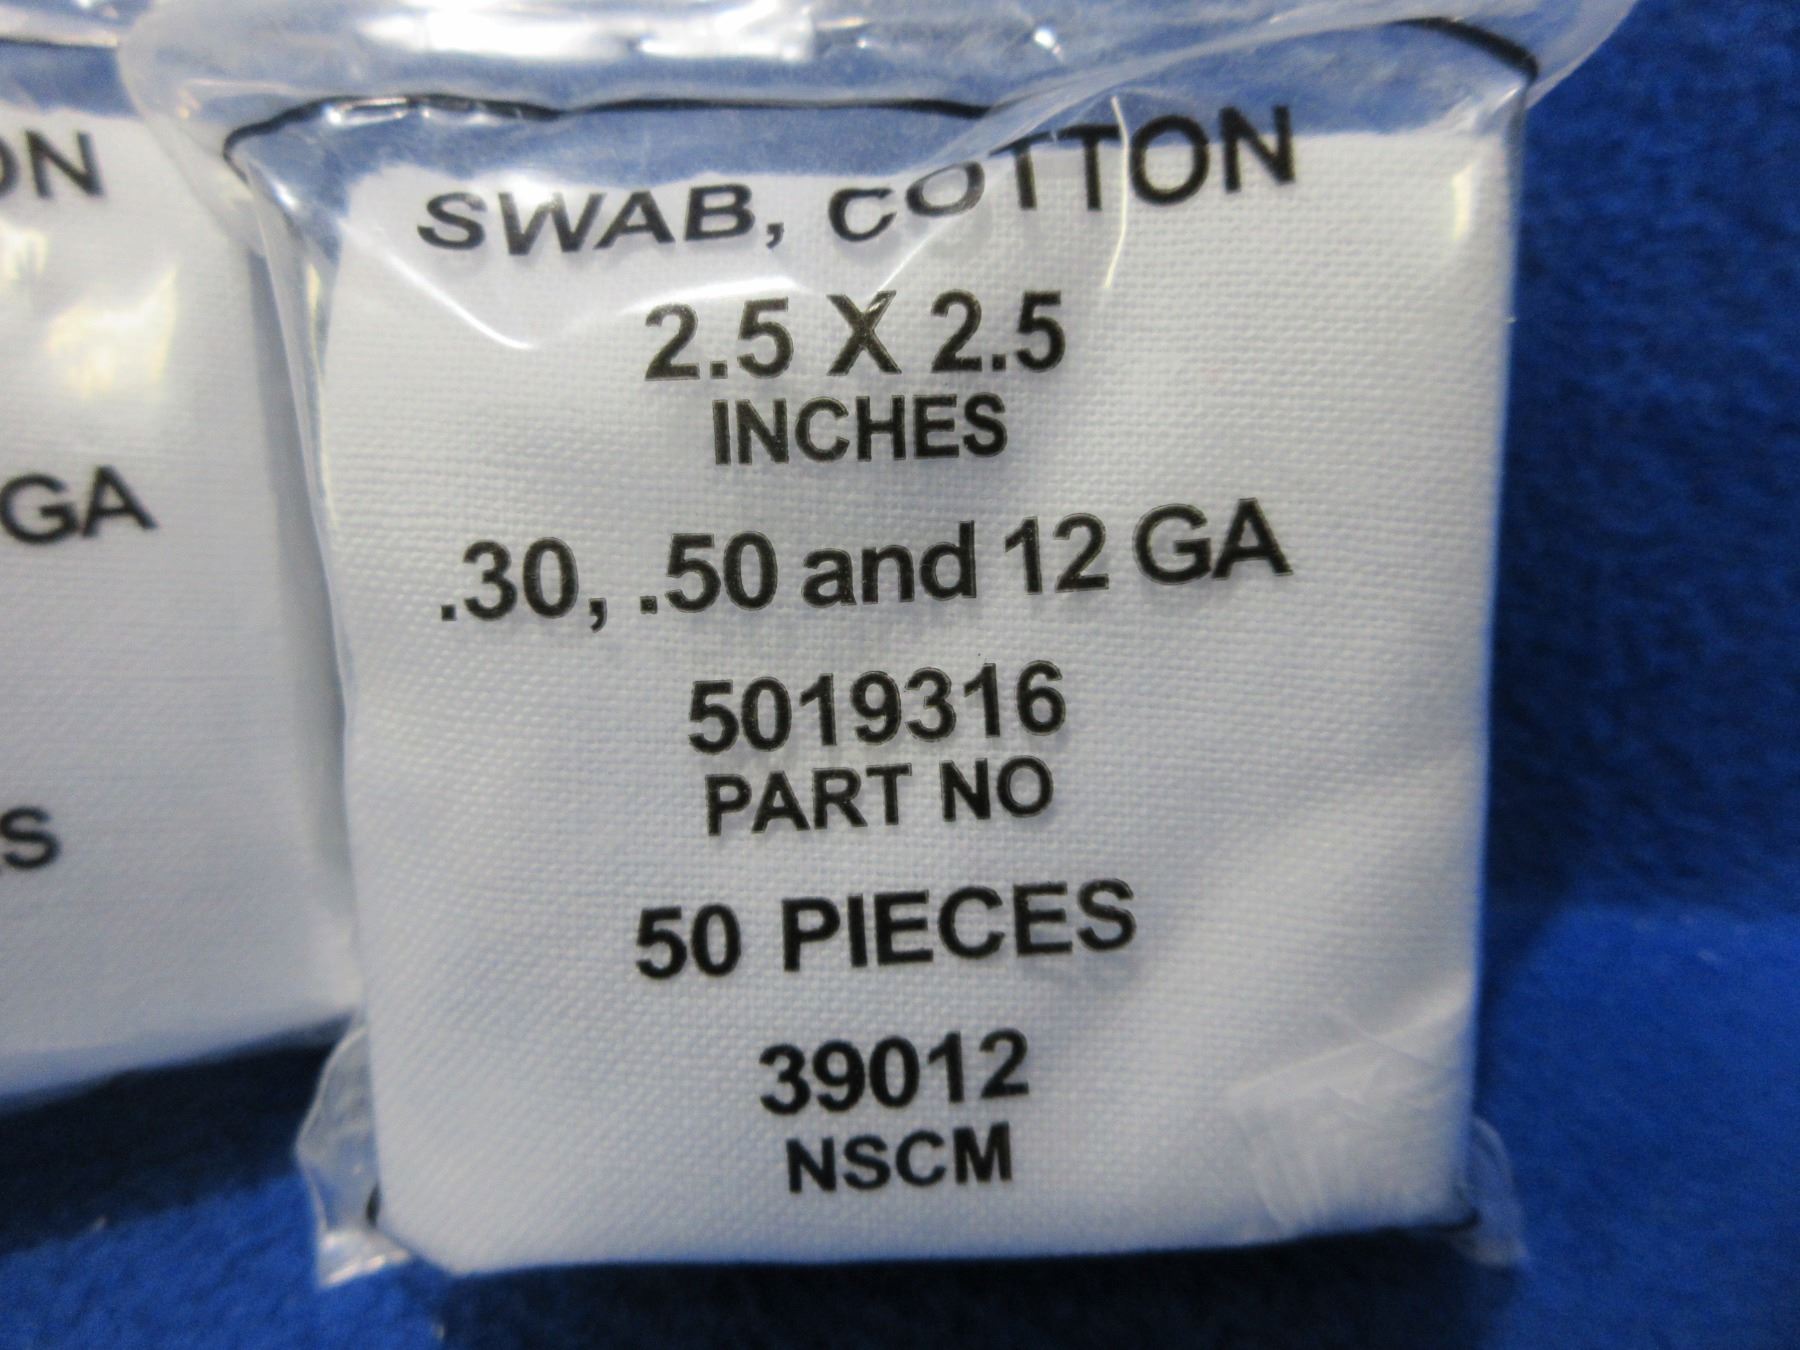 SWAB, COTTON
2.5 X 2.5
INCHES
.30, .50 and 12 GA
5019316
PART NO
50 PIECES
39012
NSCM
GA